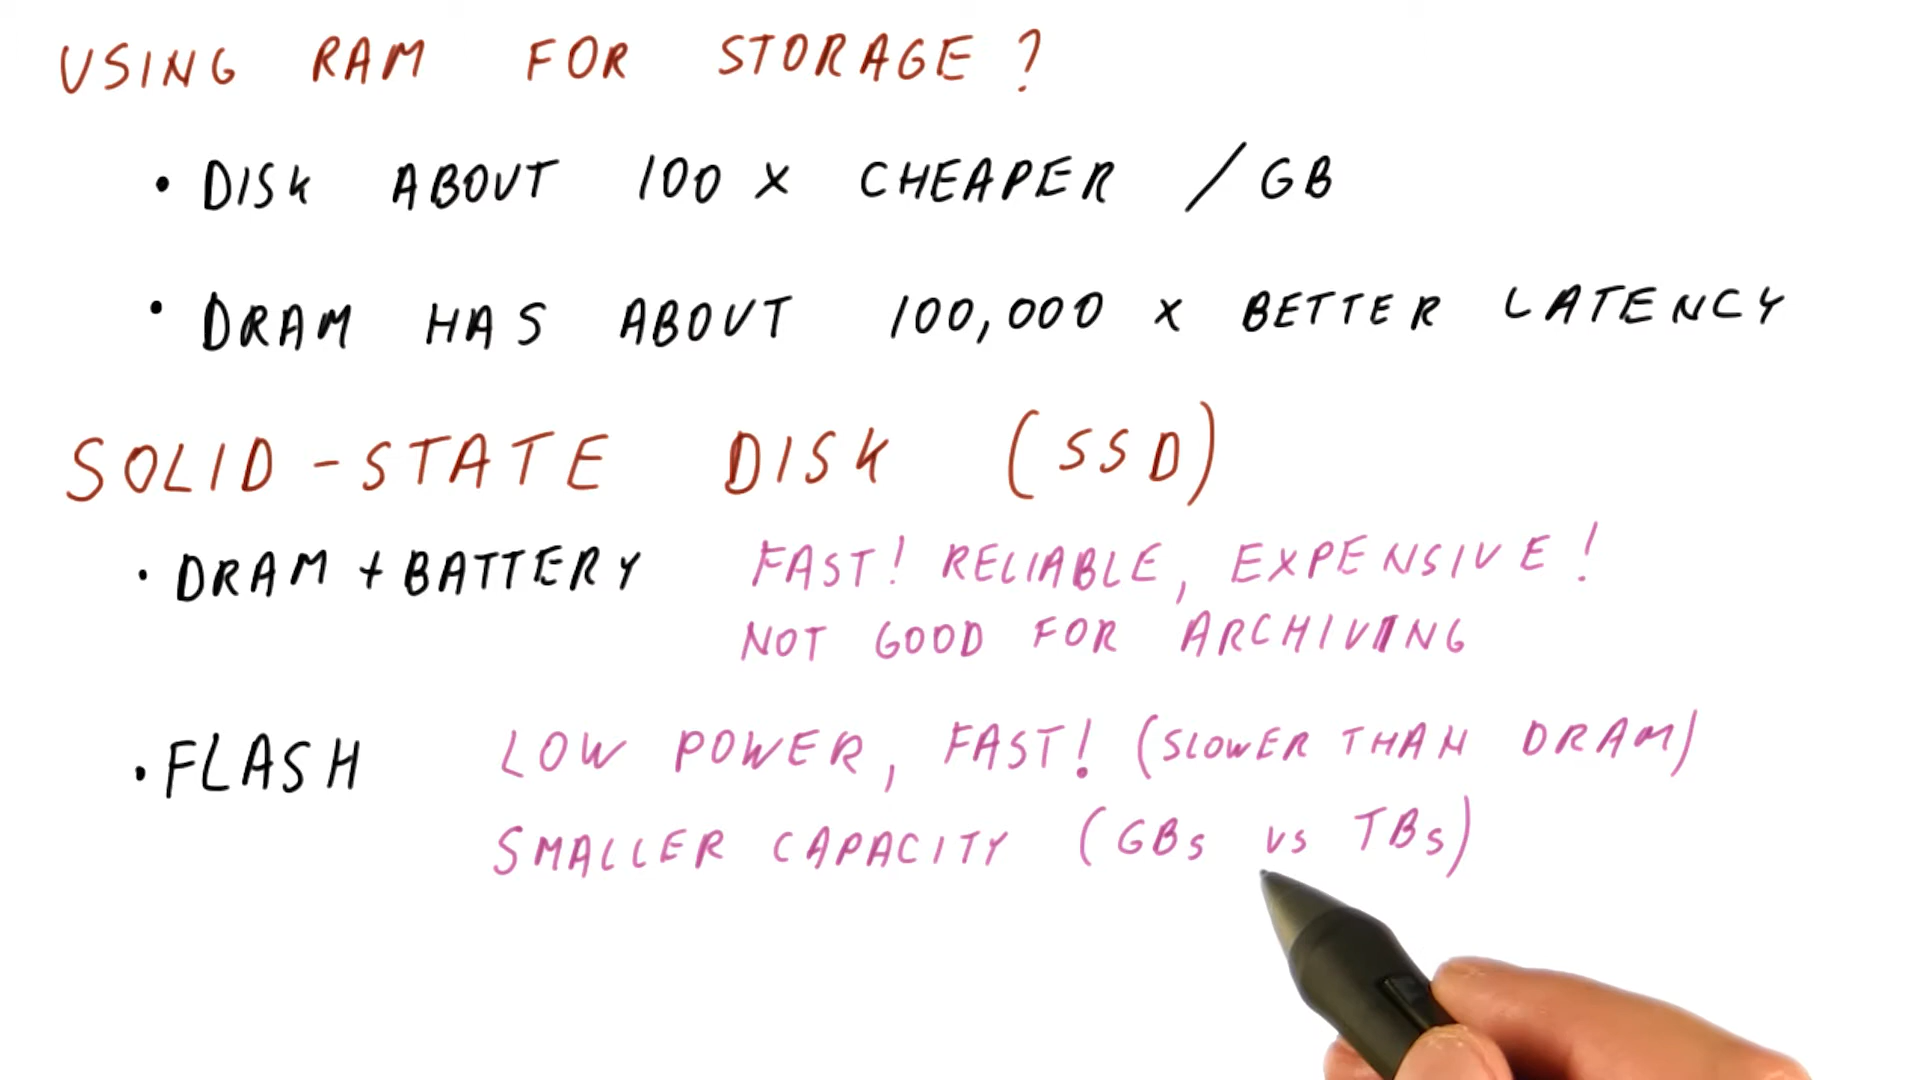 USING RAM FOR STORAGE?
• DISK ABOUT 100 X CHEAPER /GB
• DRAM HAS ABOUT 100,000 X BETTER LATENCY
SOLID-STATE DISK (SSD)
• DRAM + BATTERY FAST! RELIABLE, EXPENSIVE!
NOT GOOD FOR ARCHIVING
• FLASH LOW POWER, FAST! (SLOWER THAN DRAM)
SMALLER CAPACITY (GBs vs TBs)